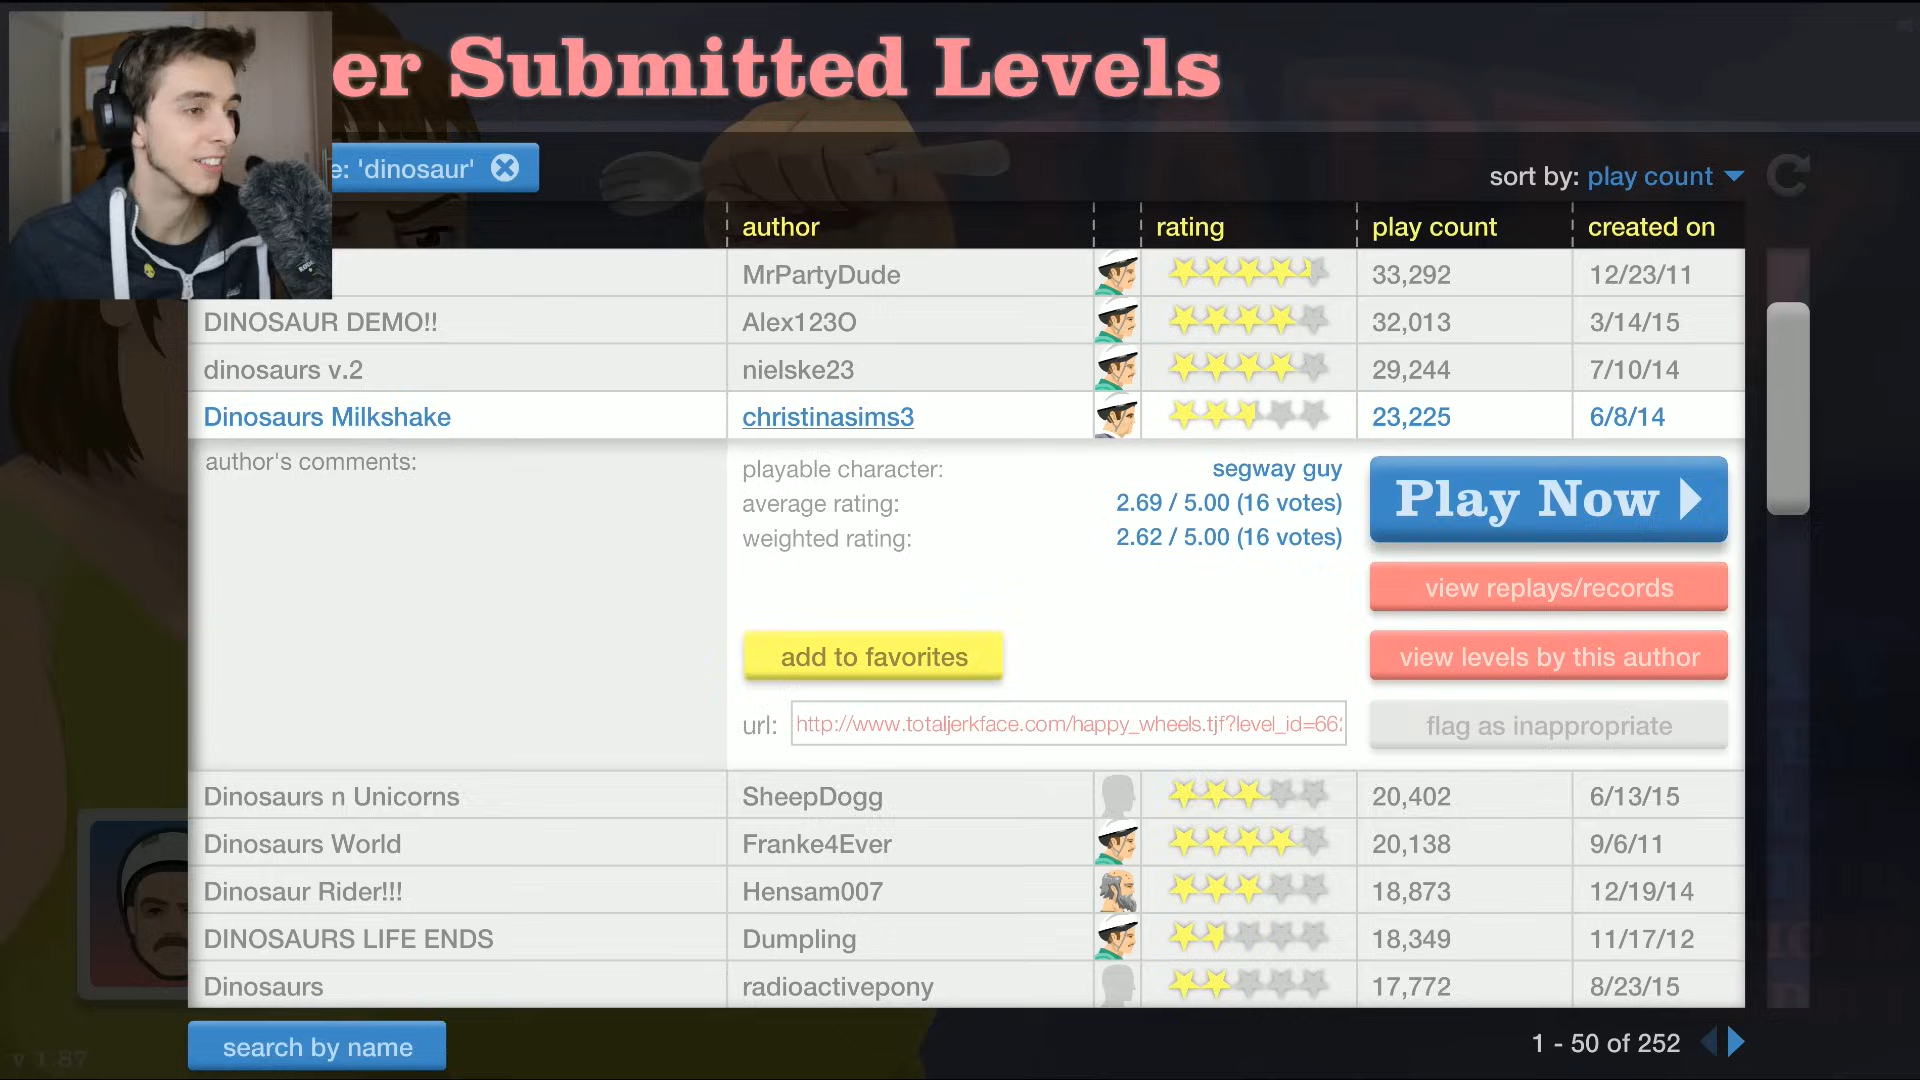 er Submitted Levels
e: 'dinosaur'
sort by: play count
author rating play count created on
MrPartyDude 33,292 12/23/11
DINOSAUR DEMO!! Alex123O 32,013 3/14/15
dinosaurs v.2 nielske23 29,244 7/10/14
Dinosaurs Milkshake christinasims3 23,225 6/8/14
author's comments:
playable character: segway guy
average rating: 2.69 / 5.00 (16 votes)
weighted rating: 2.62 / 5.00 (16 votes)
Play Now
view replays/records
add to favorites
view levels by this author
url: http://www.totaljerkface.com/happy_wheels.tjf?level_id=66
flag as inappropriate
Dinosaurs n Unicorns SheepDogg 20,402 6/13/15
Dinosaurs World Franke4Ever 20,138 9/6/11
Dinosaur Rider!!! Hensam007 18,873 12/19/14
DINOSAURS LIFE ENDS Dumpling 18,349 11/17/12
Dinosaurs radioactivepony 17,772 8/23/15
search by name
1 - 50 of 252
v 1.87